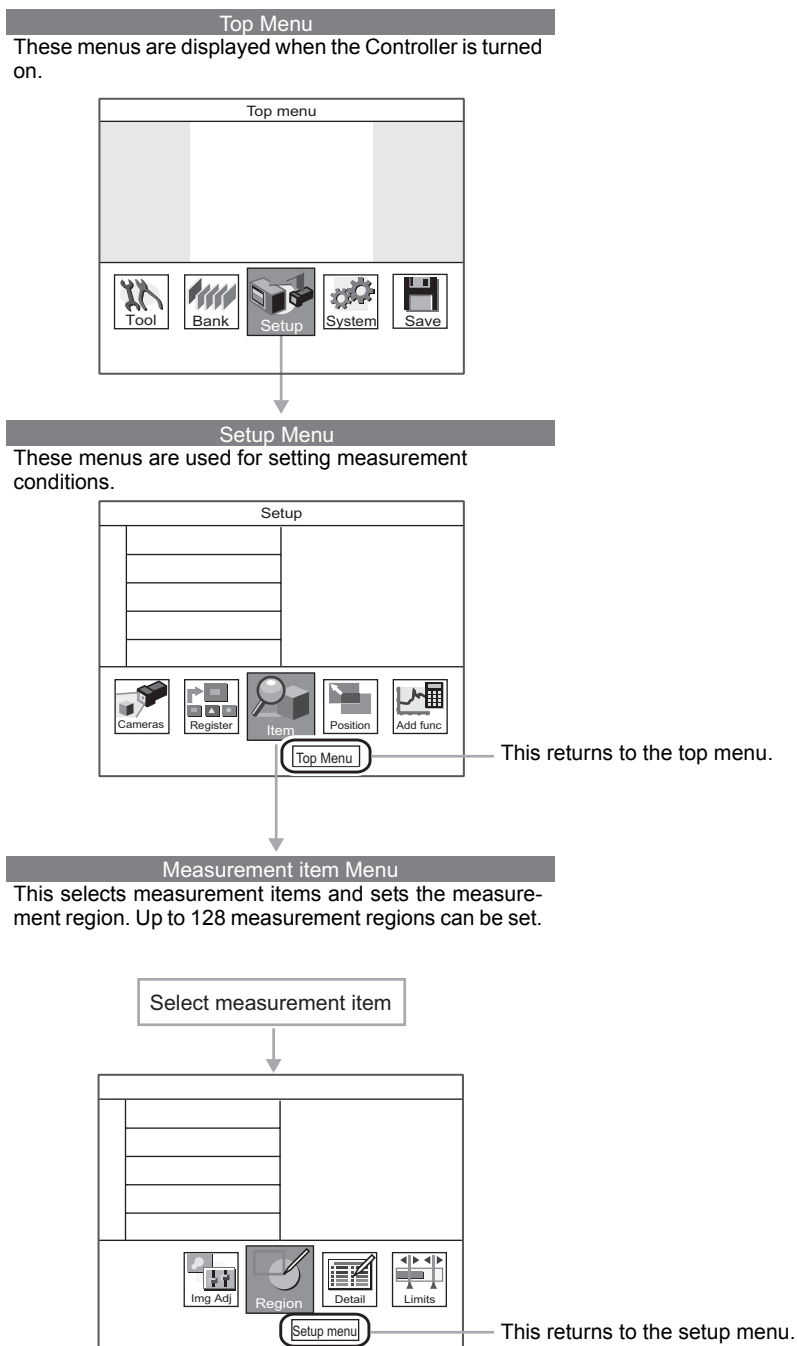 Top Menu
These menus are displayed when the Controller is turned
on.
Top menu
Tool
Bank
Setup
System
Save
Setup Menu
These menus are used for setting measurement
conditions.
Setup
Cameras
Register
Item
Position
Add func
Top Menu
This returns to the top menu.
Measurement item Menu
This selects measurement items and sets the measure-
ment region. Up to 128 measurement regions can be set.
Select measurement item
Img Adj
Region
Detail
Limits
Setup menu
This returns to the setup menu.